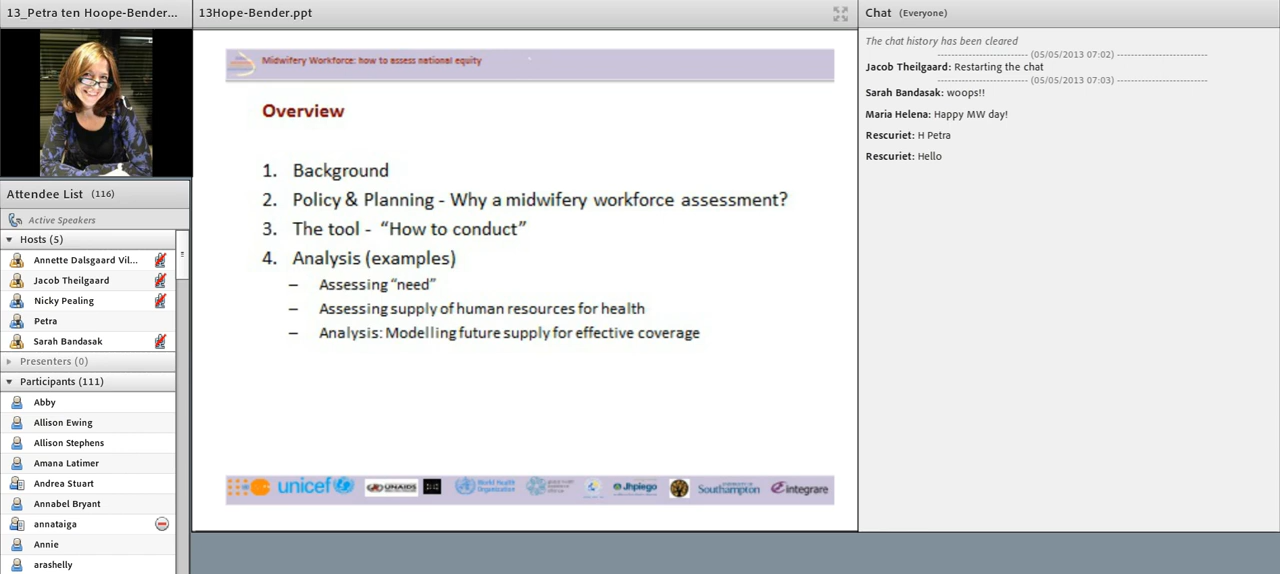 13_Petra ten Hoope-Bender...
13Hope-Bender.ppt
Chat (Everyone)
Midwifery Workforce: how to assess national equity
Overview
1. Background
2. Policy & Planning - Why a midwifery workforce assessment?
3. The tool - "How to conduct"
4. Analysis (examples)
– Assessing "need"
– Assessing supply of human resources for health
– Analysis: Modelling future supply for effective coverage
unicef
UNAIDS
World Health
Organization
Jhpiego
Southampton
integrare
Attendee List (116)
Active Speakers
Hosts (5)
Annette Dalsgaard Vil...
Jacob Theilgaard
Nicky Pealing
Petra
Sarah Bandasak
Presenters (0)
Participants (111)
Abby
Allison Ewing
Allison Stephens
Amana Latimer
Andrea Stuart
Annabel Bryant
annataiga
Annie
arashelly
The chat history has been cleared
(05/05/2013 07:02)
Jacob Theilgaard: Restarting the chat
(05/05/2013 07:03)
Sarah Bandasak: woops!!
Maria Helena: Happy MW day!
Rescuriet: H Petra
Rescuriet: Hello